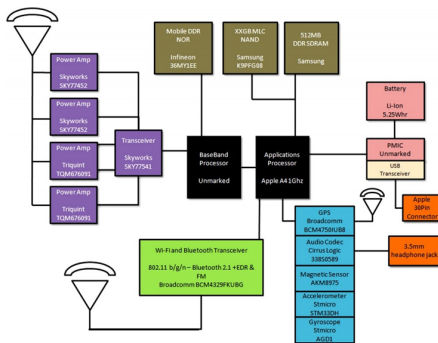 Power Amp
Skyworks
SKY77452
Power Amp
Skyworks
SKY77452
Power Amp
Triquint
TQM676091
Power Amp
Triquint
TQM676091
Transceiver
Skyworks
SKY77541
Mobile DDR
NOR
Infineon
36MY1EE
XXGB MLC
NAND
Samsung
K9PFG88
512MB
DDR SDRAM
Samsung
BaseBand
Processor
Unmarked
Applications
Processor
Apple A4 1Ghz
Battery
Li-Ion
5.25Whr
PMIC
Unmarked
USB
Transceiver
Apple
30Pin
Connector
GPS
Broadcomm
BCM4750IUB8
Audio Codec
Cirrus Logic
338S0589
3.5mm
headphone jack
Magnetic Sensor
AKM8975
Accelerometer
Stmicro
STM33DH
Gyroscope
Stmicro
AGD1
Wi-Fi and Bluetooth Transceiver
802.11 b/g/n – Bluetooth 2.1 +EDR &
FM
Broadcomm BCM4329FKUBG